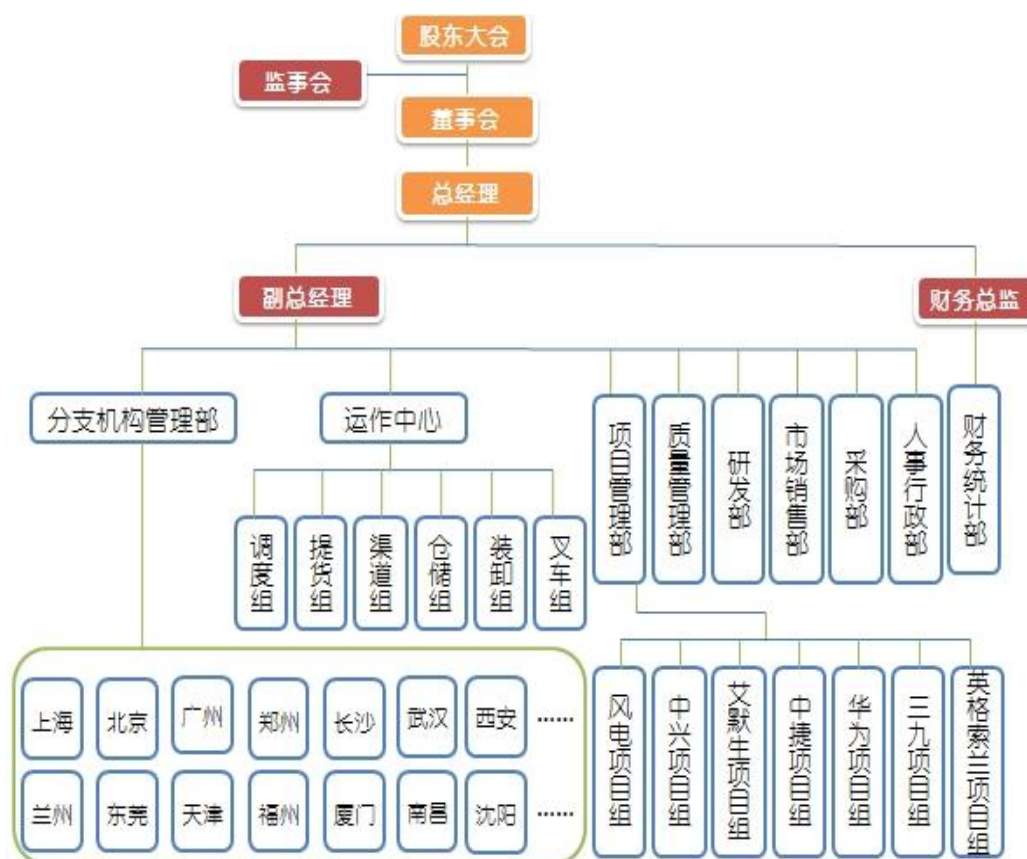 股东大会
监事会
董事会
总经理
副总经理
财务总监
分支机构管理部
运作中心
项目管理部
质量管理部
研发部
市场销售部
采购部
人事行政部
财务统计部
调度组
提货组
渠道组
仓储组
装卸组
叉车组
上海
北京
广州
郑州
长沙
武汉
西安
……
兰州
东莞
天津
福州
厦门
南昌
沈阳
……
风电项目组
中兴项目组
艾默生项目组
中捷项目组
华为项目组
三九项目组
英格索兰项目组